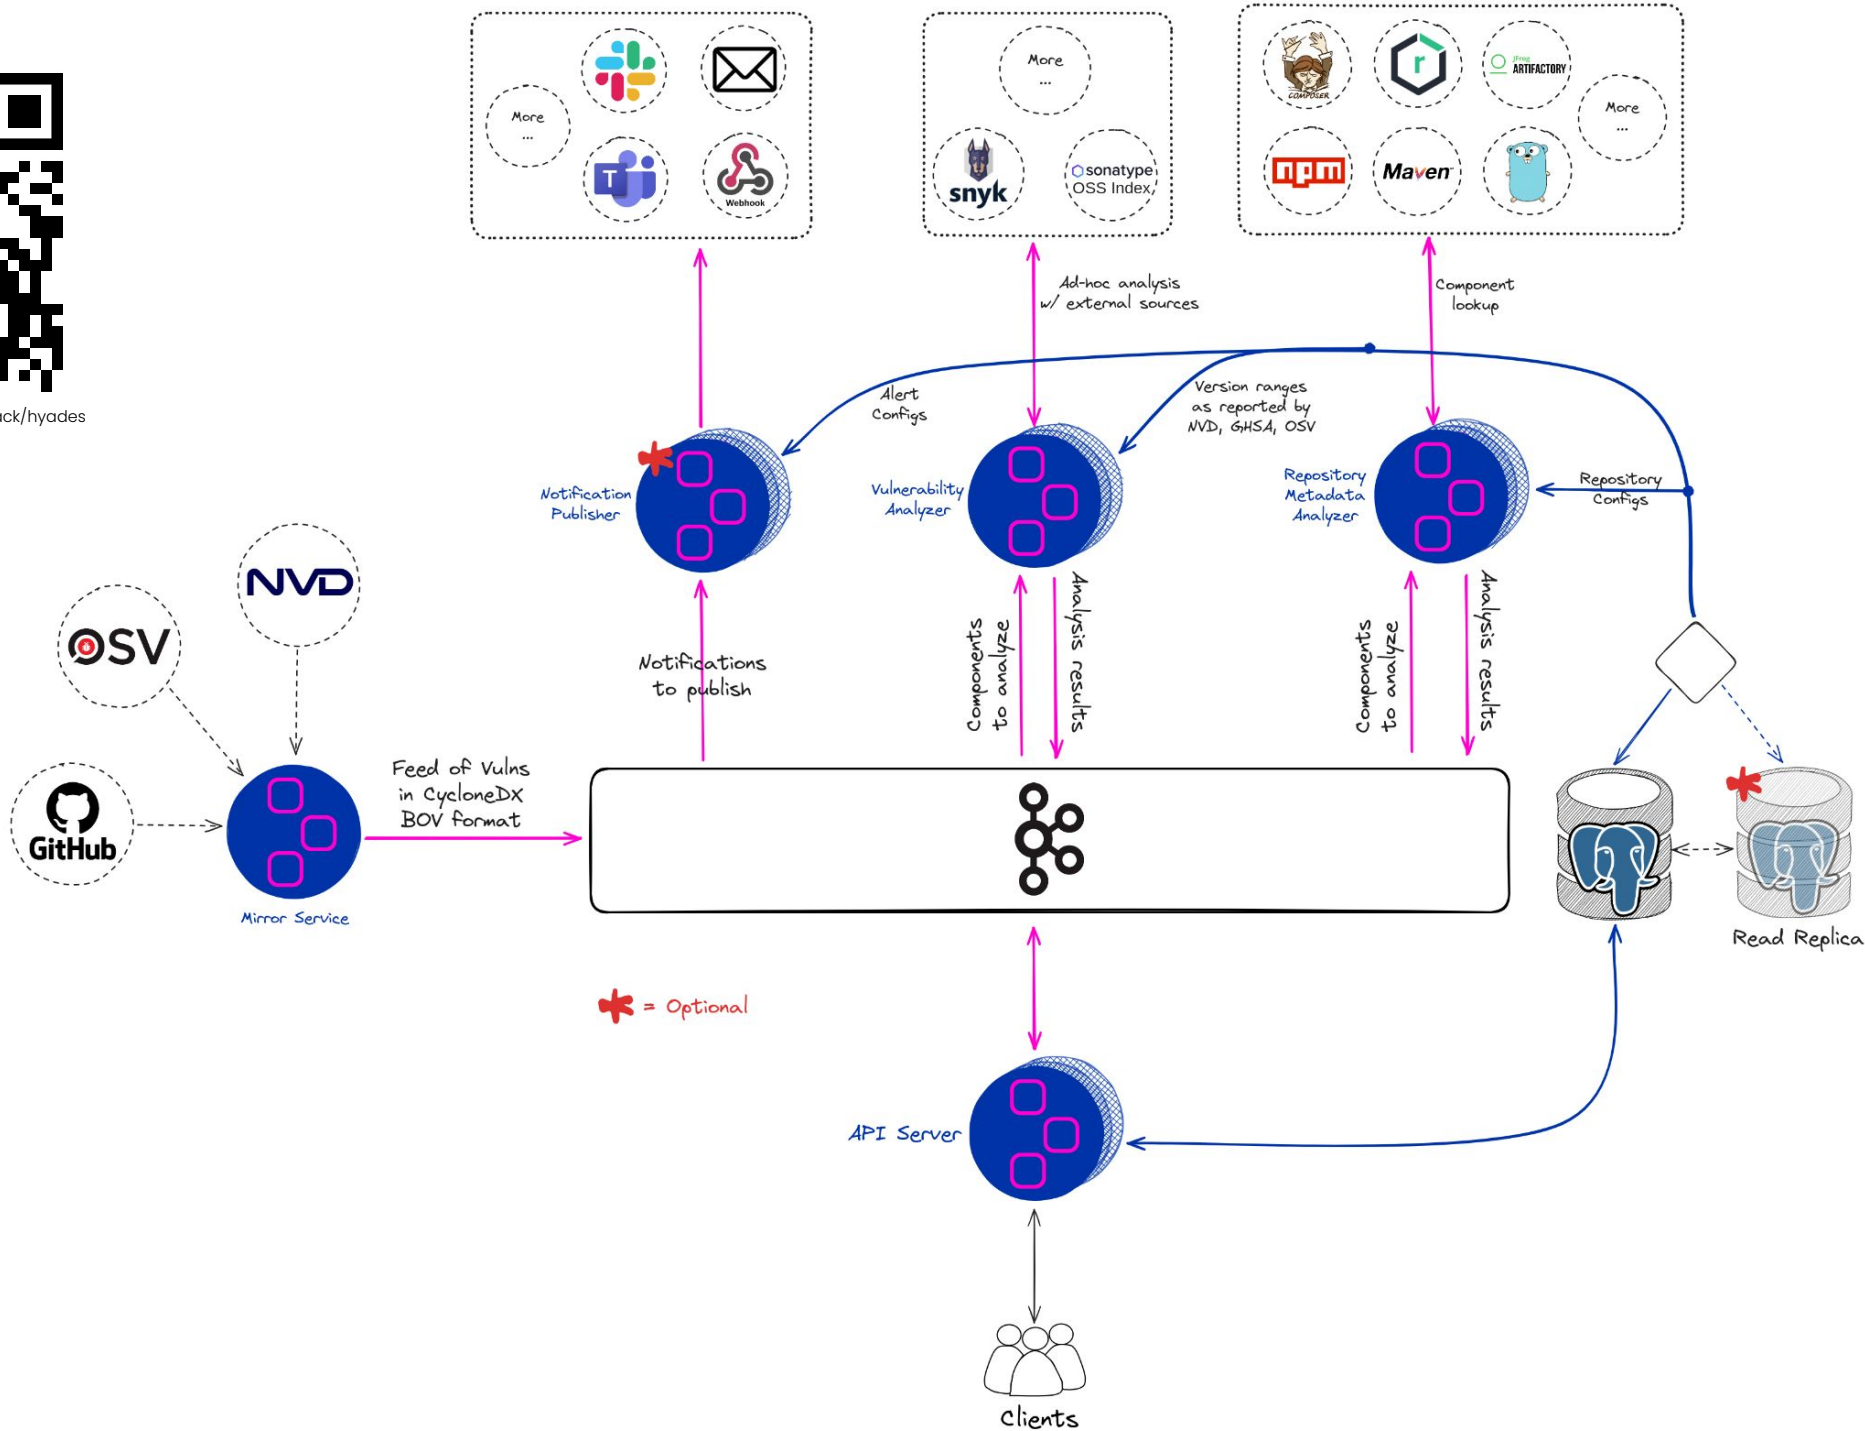 More
...
Webhook
More
...
snyk
sonatype
OSS Index
COMPOSER
r
JFrog
ARTIFACTORY
More
...
npm
Maven
T
ack/hyades
Ad-hoc analysis
w/ external sources
Component
lookup
Alert
Configs
Version ranges
as reported by
NVD, GHSA, OSV
Notification
Publisher
Vulnerability
Analyzer
Repository
Metadata
Analyzer
Repository
Configs
NVD
OSV
GitHub
Mirror Service
Feed of Vulns
in CycloneDX
BOV format
Notifications
to publish
Components
to analyze
Analysis results
Components
to analyze
Analysis results
Read Replica
* = Optional
API Server
Clients